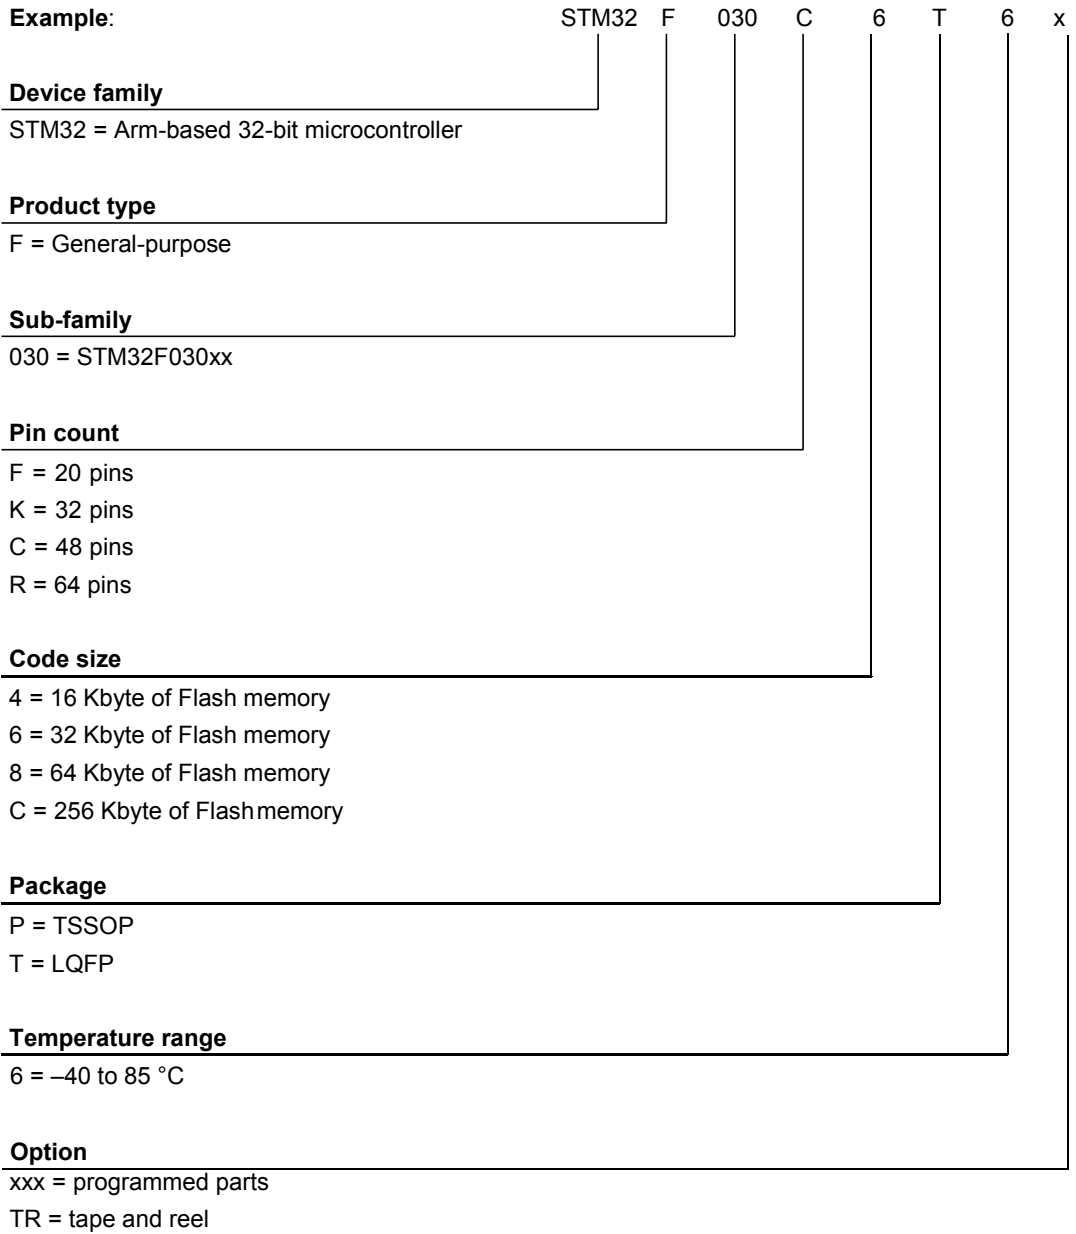 Example: STM32 F 030 C 6 T 6 x
Device family
STM32 = Arm-based 32-bit microcontroller
Product type
F = General-purpose
Sub-family
030 = STM32F030xx
Pin count
F = 20 pins
K = 32 pins
C = 48 pins
R = 64 pins
Code size
4 = 16 Kbyte of Flash memory
6 = 32 Kbyte of Flash memory
8 = 64 Kbyte of Flash memory
C = 256 Kbyte of Flash memory
Package
P = TSSOP
T = LQFP
Temperature range
6 = –40 to 85 °C
Option
xxx = programmed parts
TR = tape and reel